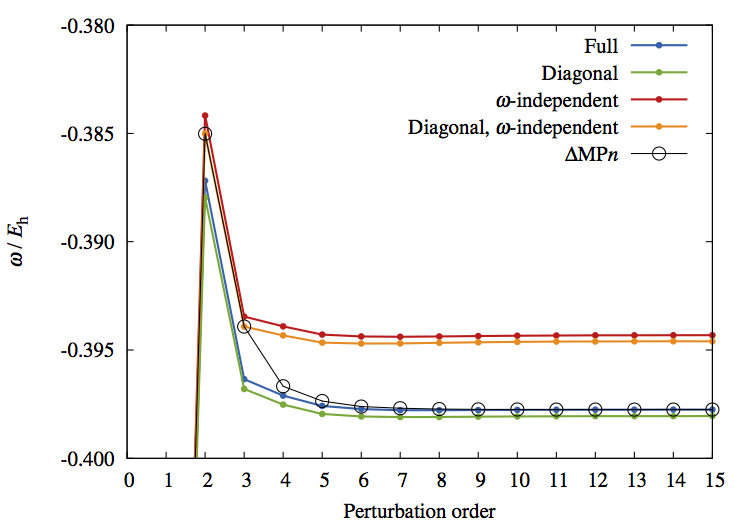 -0.380
-0.385
-0.390
-0.395
-0.400
ω / Eh
Full
Diagonal
ω-independent
Diagonal, ω-independent
ΔMPn
0 1 2 3 4 5 6 7 8 9 10 11 12 13 14 15
Perturbation order